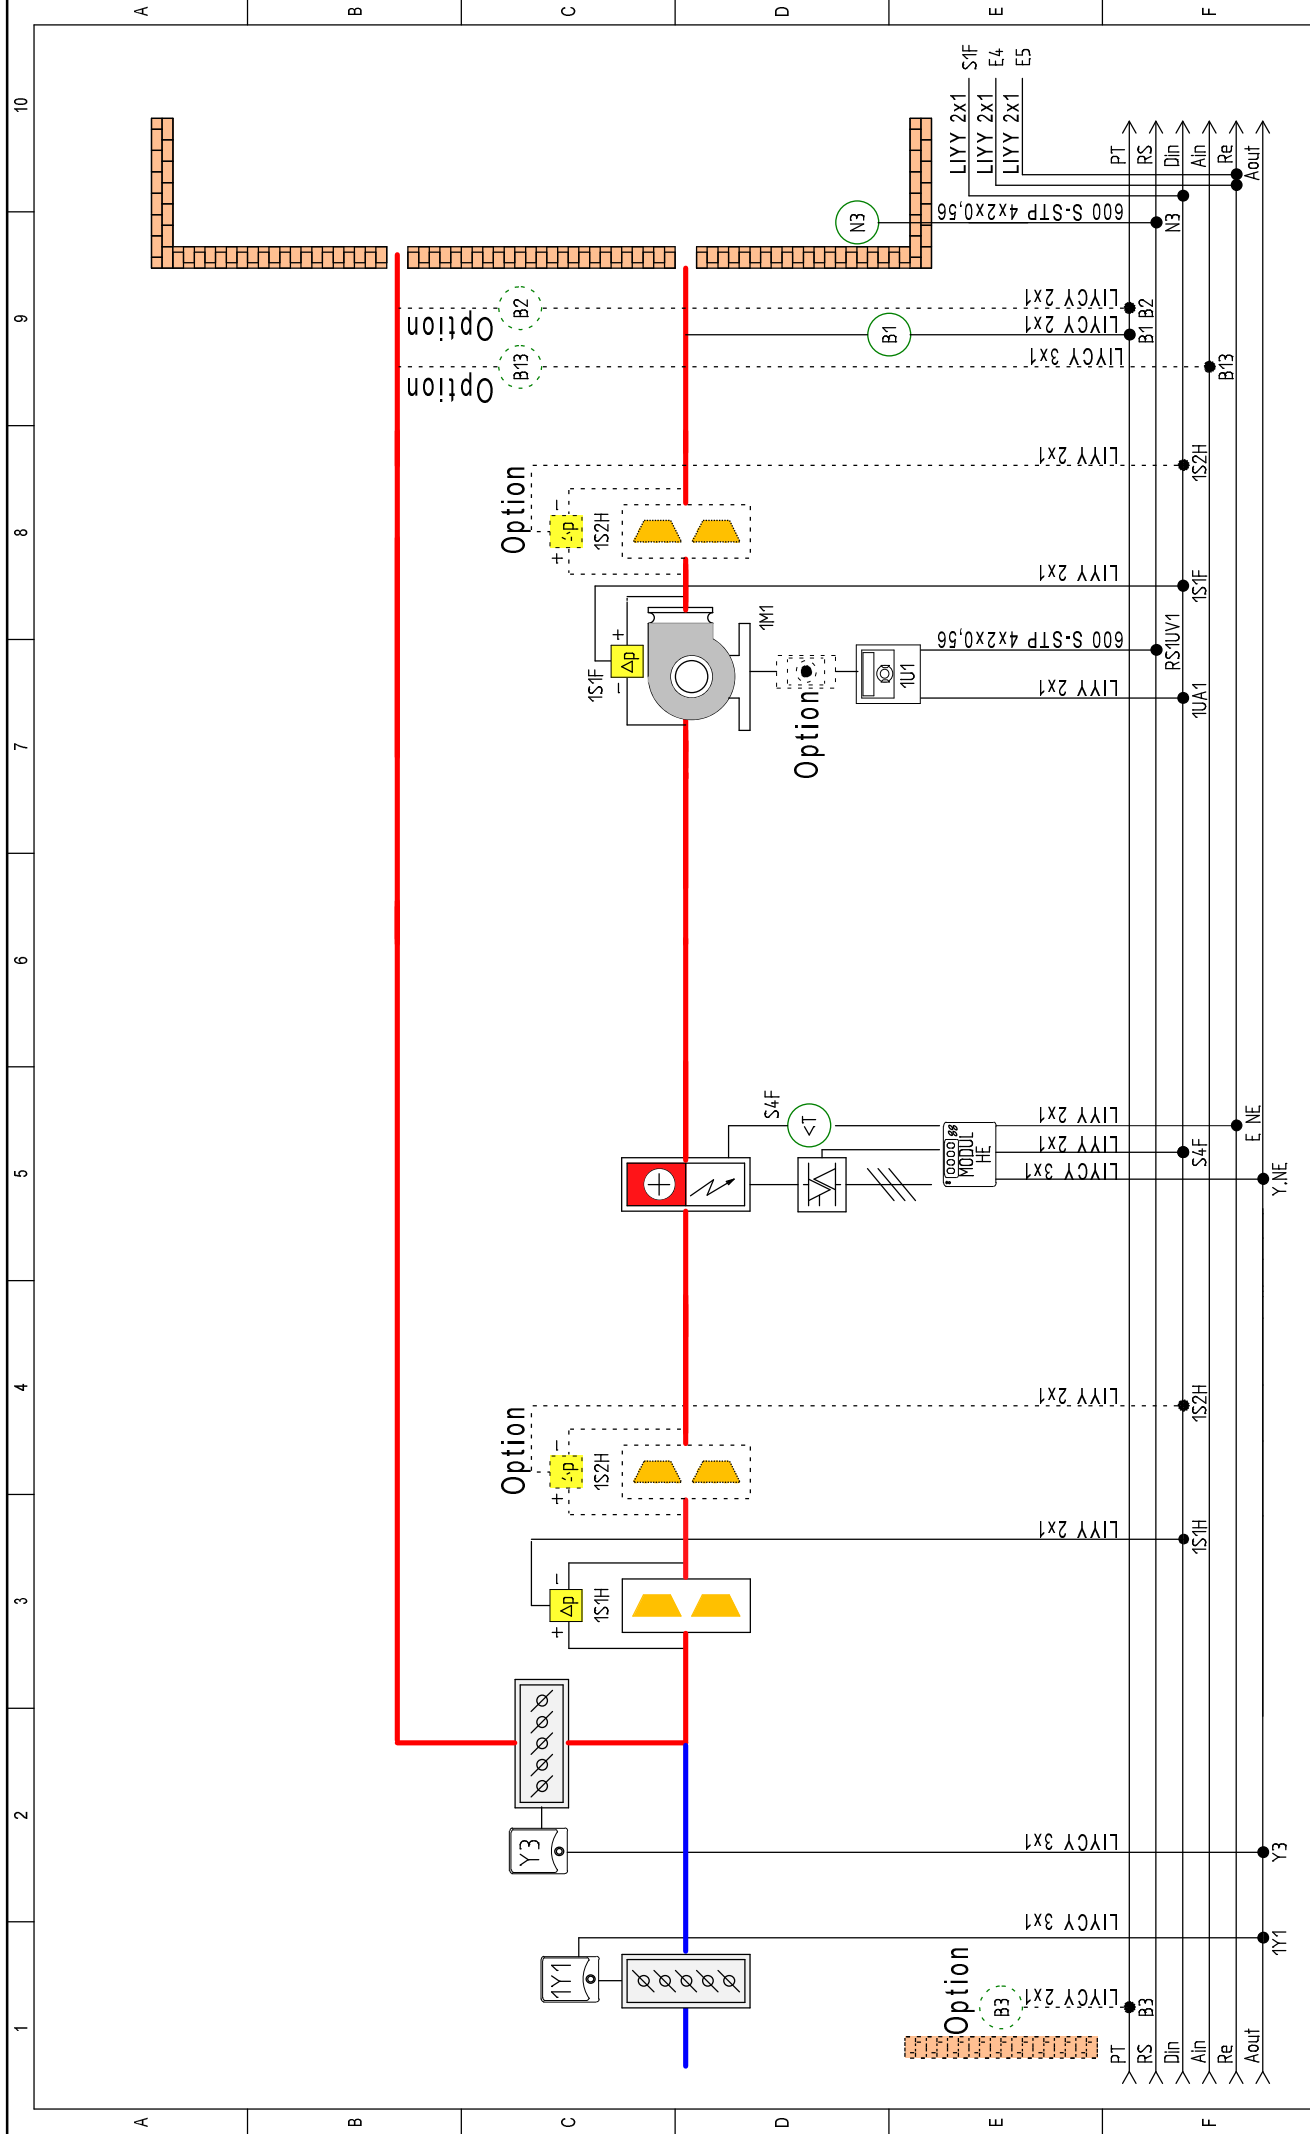 1
2
3
4
5
6
7
8
9
10
A
A
B
B
C
C
D
D
E
E
F
F
PT
RS
Din
Ain
Re
Aout
Option
B3
LIYCY 2x1
B3
1Y1
LIYCY 3x1
1Y1
Y3
LIYCY 3x1
Y3
+
Δp
-
1S1H
LIYY 2x1
1S1H
Option
+
-
1S2H
LIYY 2x1
1S2H
S4F
<T
MODUL
HE
LIYCY 3x1
LIYY 2x1
LIYY 2x1
Y.NE
S4F
E_NE
1S1F
-
Δp
+
1M1
Option
1U1
LIYY 2x1
600 S-STP 4x2x0,56
1UA1
RS1UV1
LIYY 2x1
1S1F
Option
+
-
1S2H
LIYY 2x1
1S2H
Option
B13
LIYCY 3x1
B13
B1
LIYCY 2x1
B1
Option
B2
LIYCY 2x1
B2
N3
600 S-STP 4x2x0,56
N3
LIYY 2x1
S1F
LIYY 2x1
E4
LIYY 2x1
E5
PT
RS
Din
Ain
Re
Aout